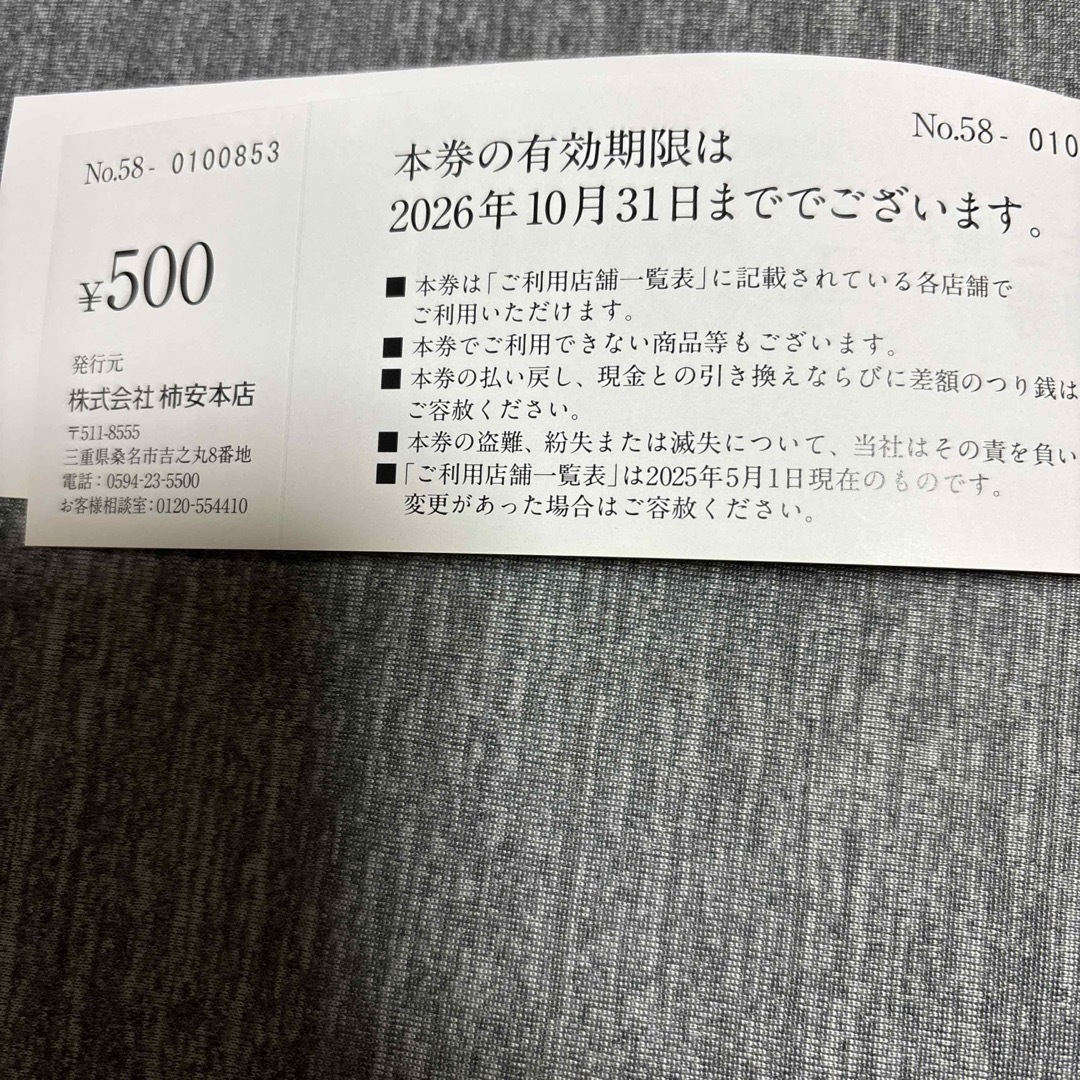 No.58- 0100853
¥500
発行元
株式会社 柿安本店
〒511-8555
三重県桑名市吉之丸8番地
電話：0594-23-5500
お客様相談室：0120-554410
No.58- 010
本券の有効期限は
2026年10月31日まででございます。
■ 本券は「ご利用店舗一覧表」に記載されている各店舗で
ご利用いただけます。
■ 本券でご利用できない商品等もございます。
■ 本券の払い戻し、現金との引き換えならびに差額のつり銭は
ご容赦ください。
■ 本券の盗難、紛失または滅失について、当社はその責を負い
■「ご利用店舗一覧表」は2025年5月1日現在のものです。
変更があった場合はご容赦ください。